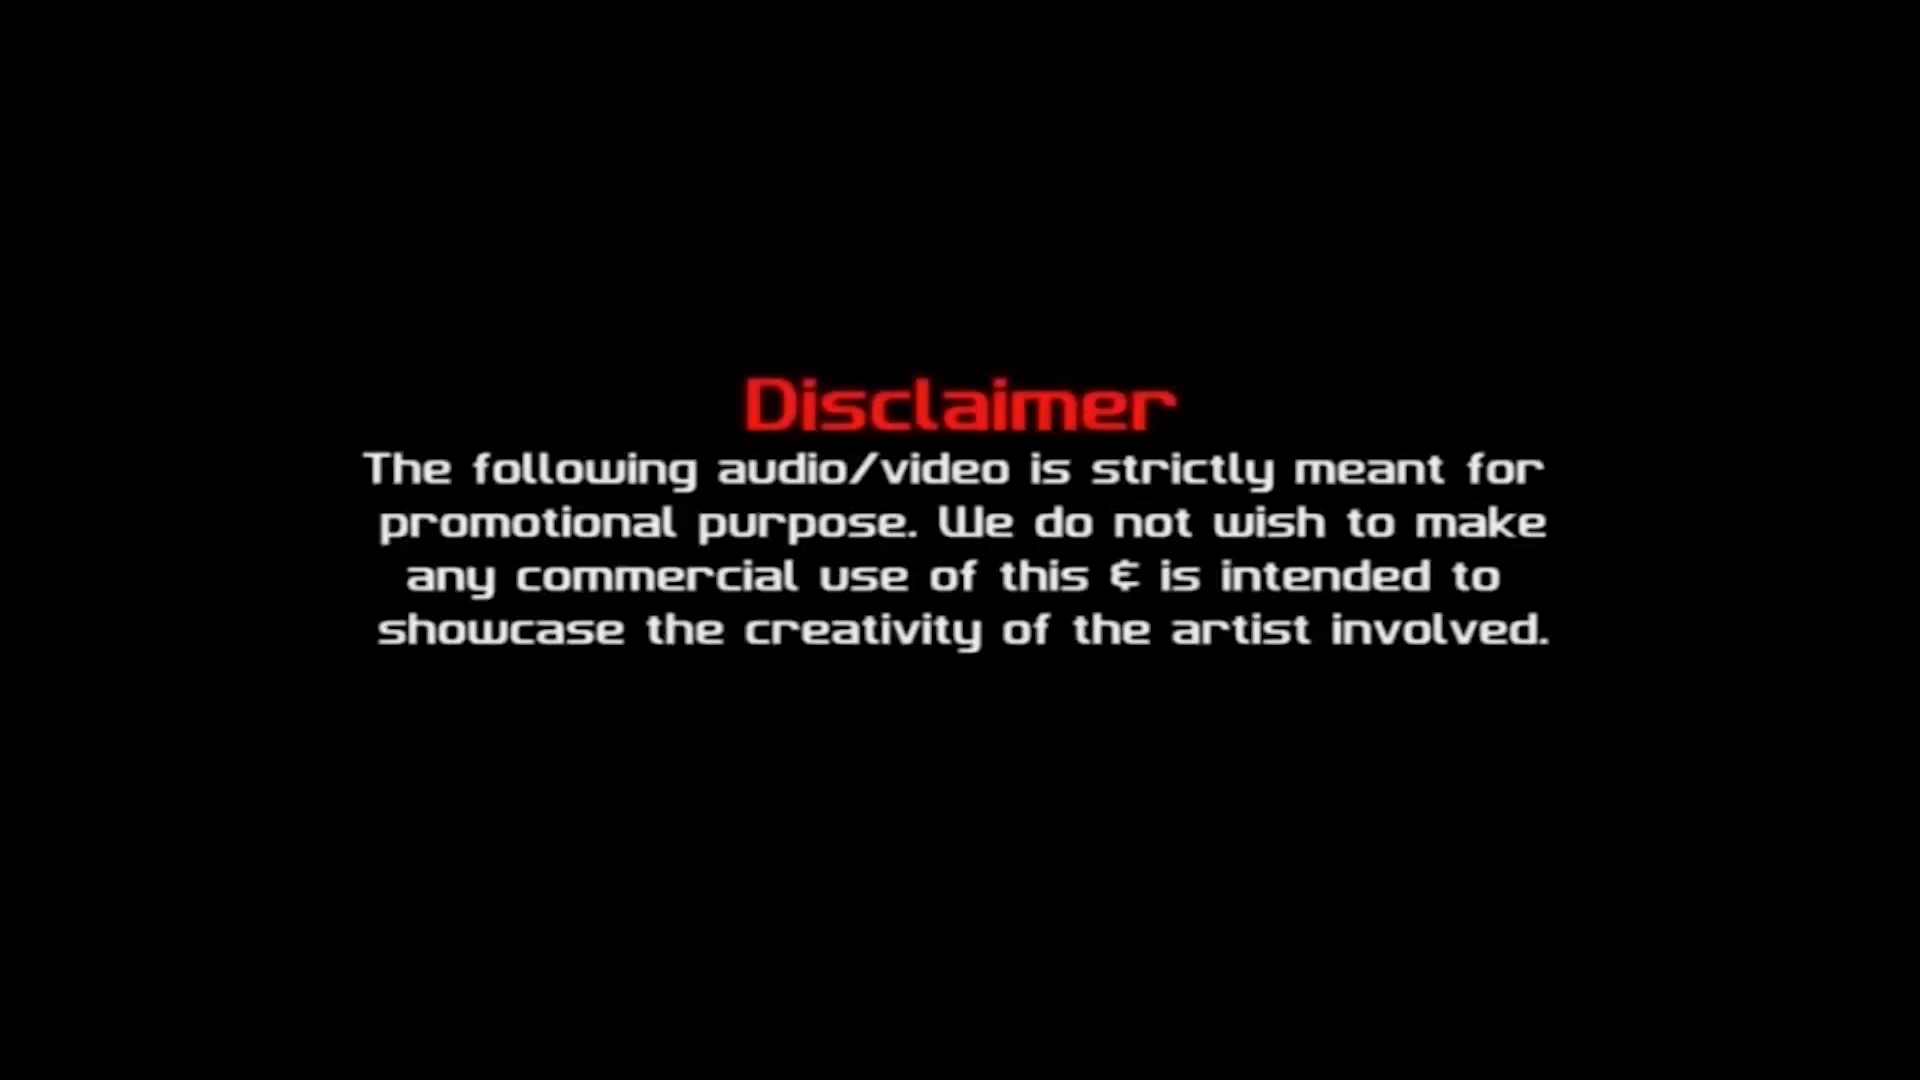 Disclaimer
The following audio/video is strictly meant for
promotional purpose. We do not wish to make
any commercial use of this & is intended to
showcase the creativity of the artist involved.